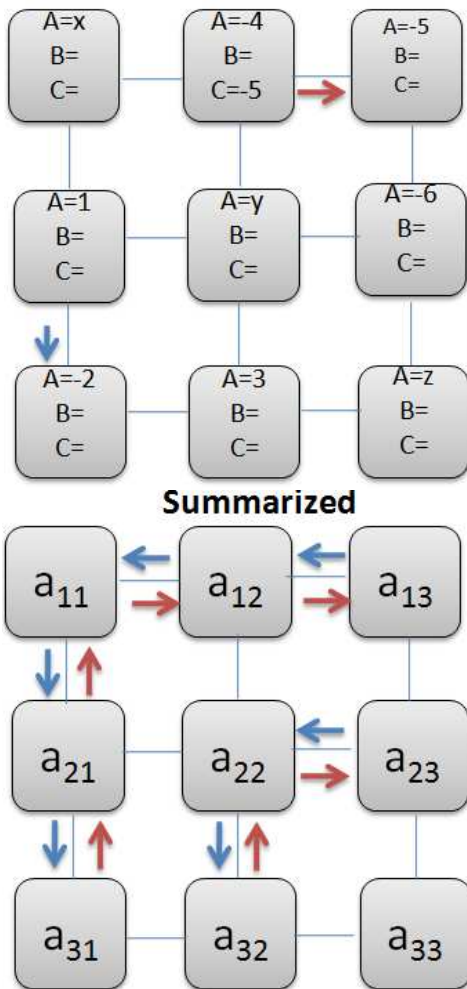 A=x
B=
C=
A=-4
B=
C=-5
A=-5
B=
C=
A=1
B=
C=
A=y
B=
C=
A=-6
B=
C=
A=-2
B=
C=
A=3
B=
C=
A=z
B=
C=
Summarized
a11
a12
a13
a21
a22
a23
a31
a32
a33